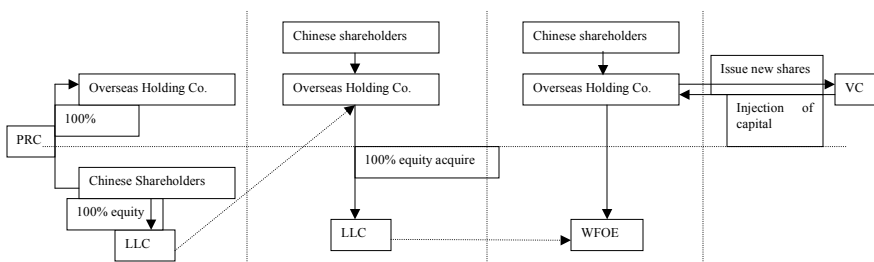 Chinese shareholders
Chinese shareholders
Issue new shares
Overseas Holding Co.
Overseas Holding Co.
Overseas Holding Co.
VC
100%
Injection of
capital
PRC
100% equity acquire
Chinese Shareholders
100% equity
LLC
LLC
WFOE